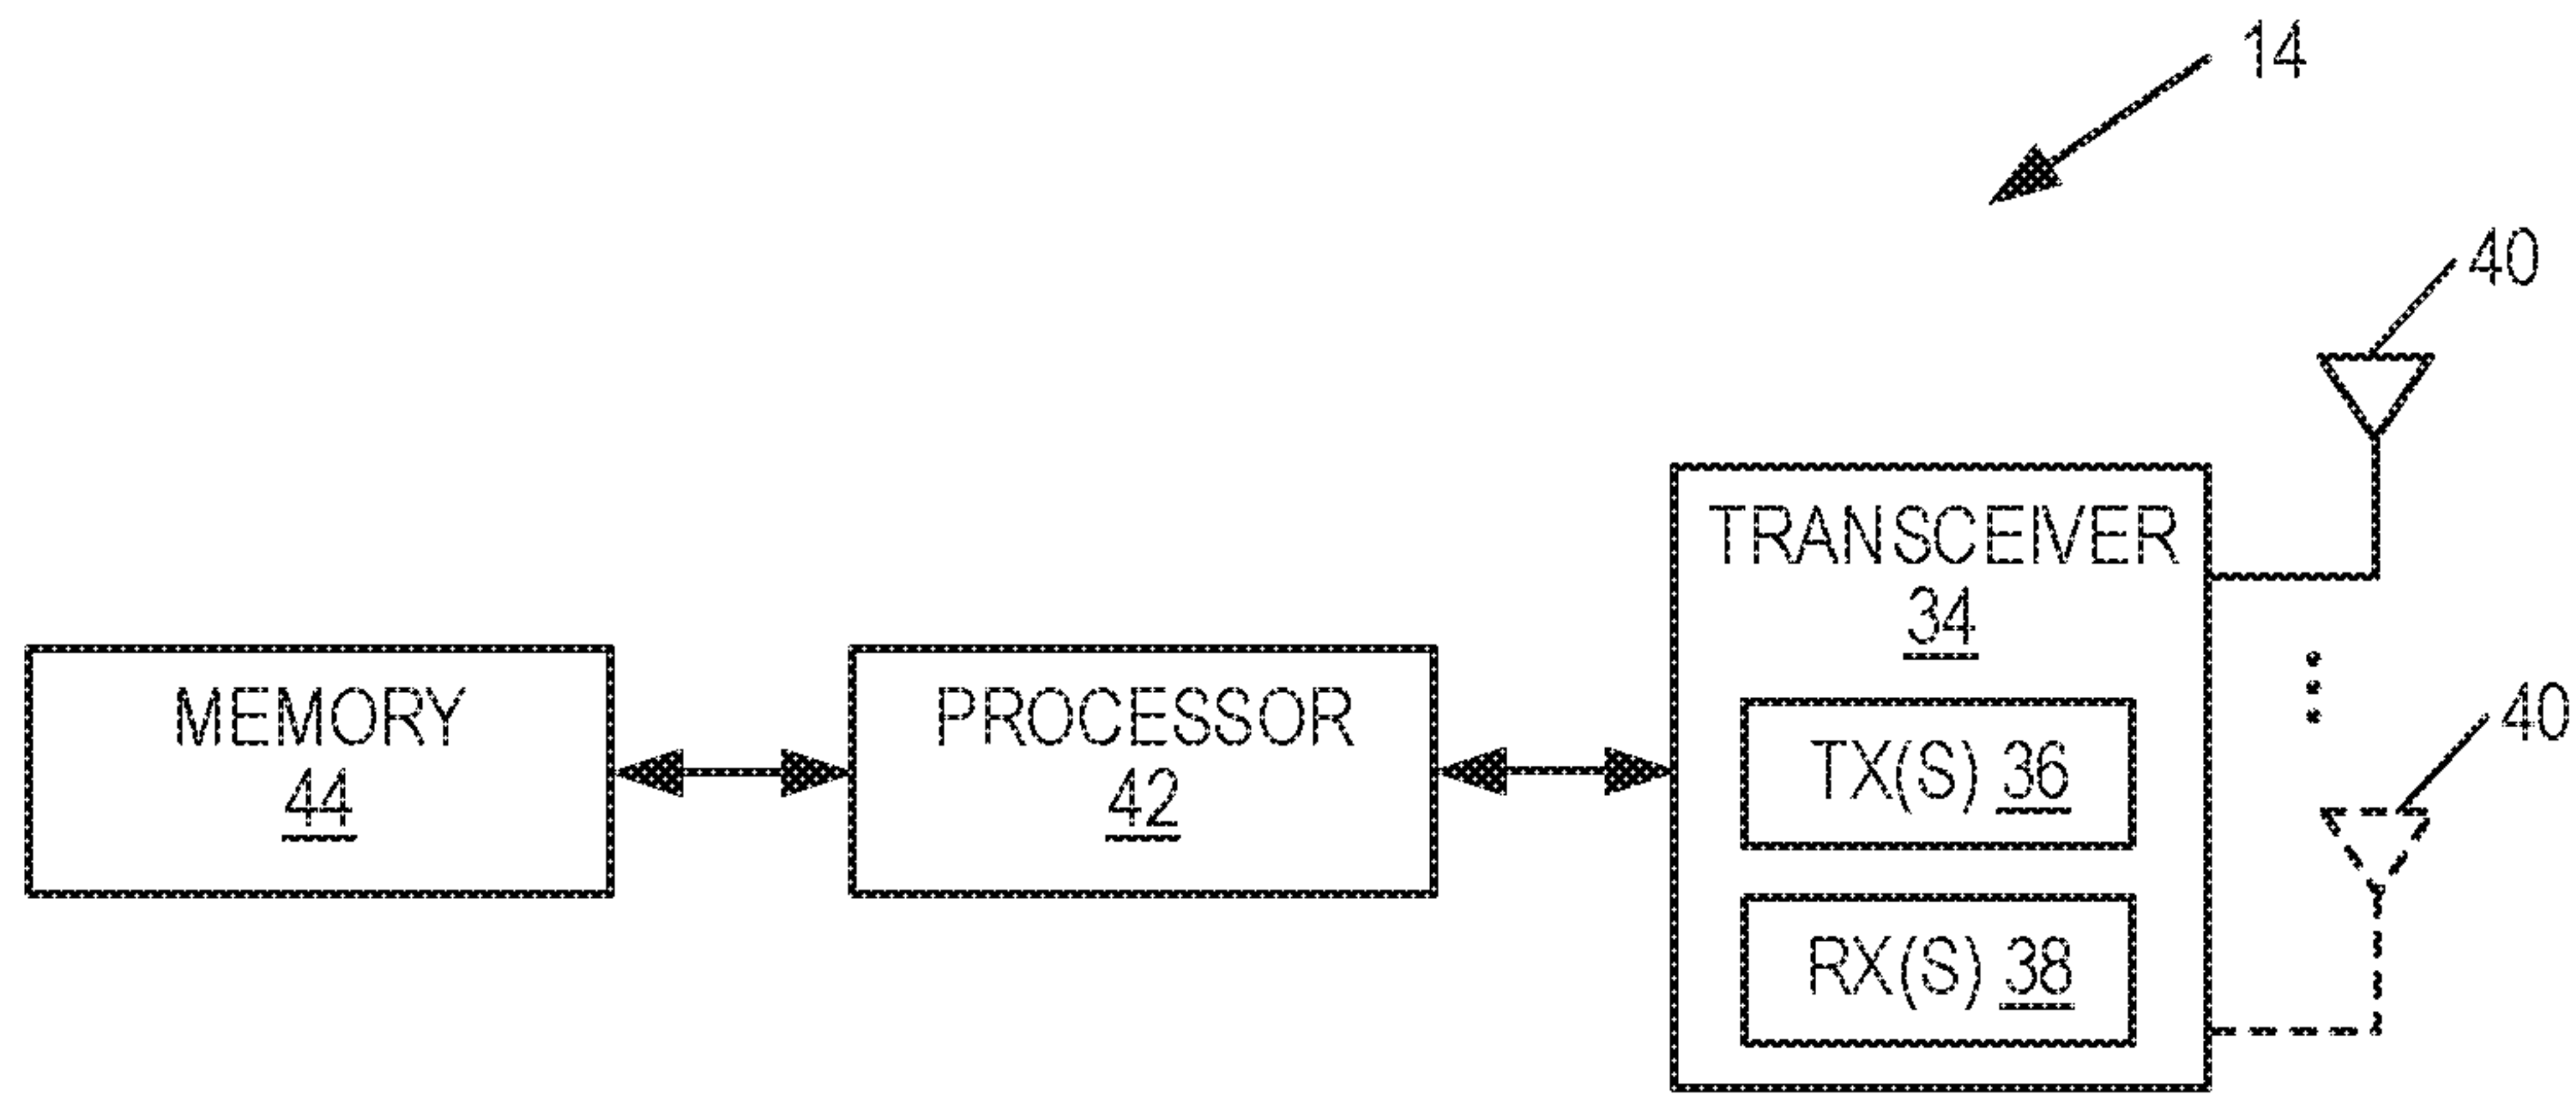 14
40
TRANSCEIVER
34
MEMORY
44
PROCESSOR
42
TX(S) 36
40
RX(S) 38